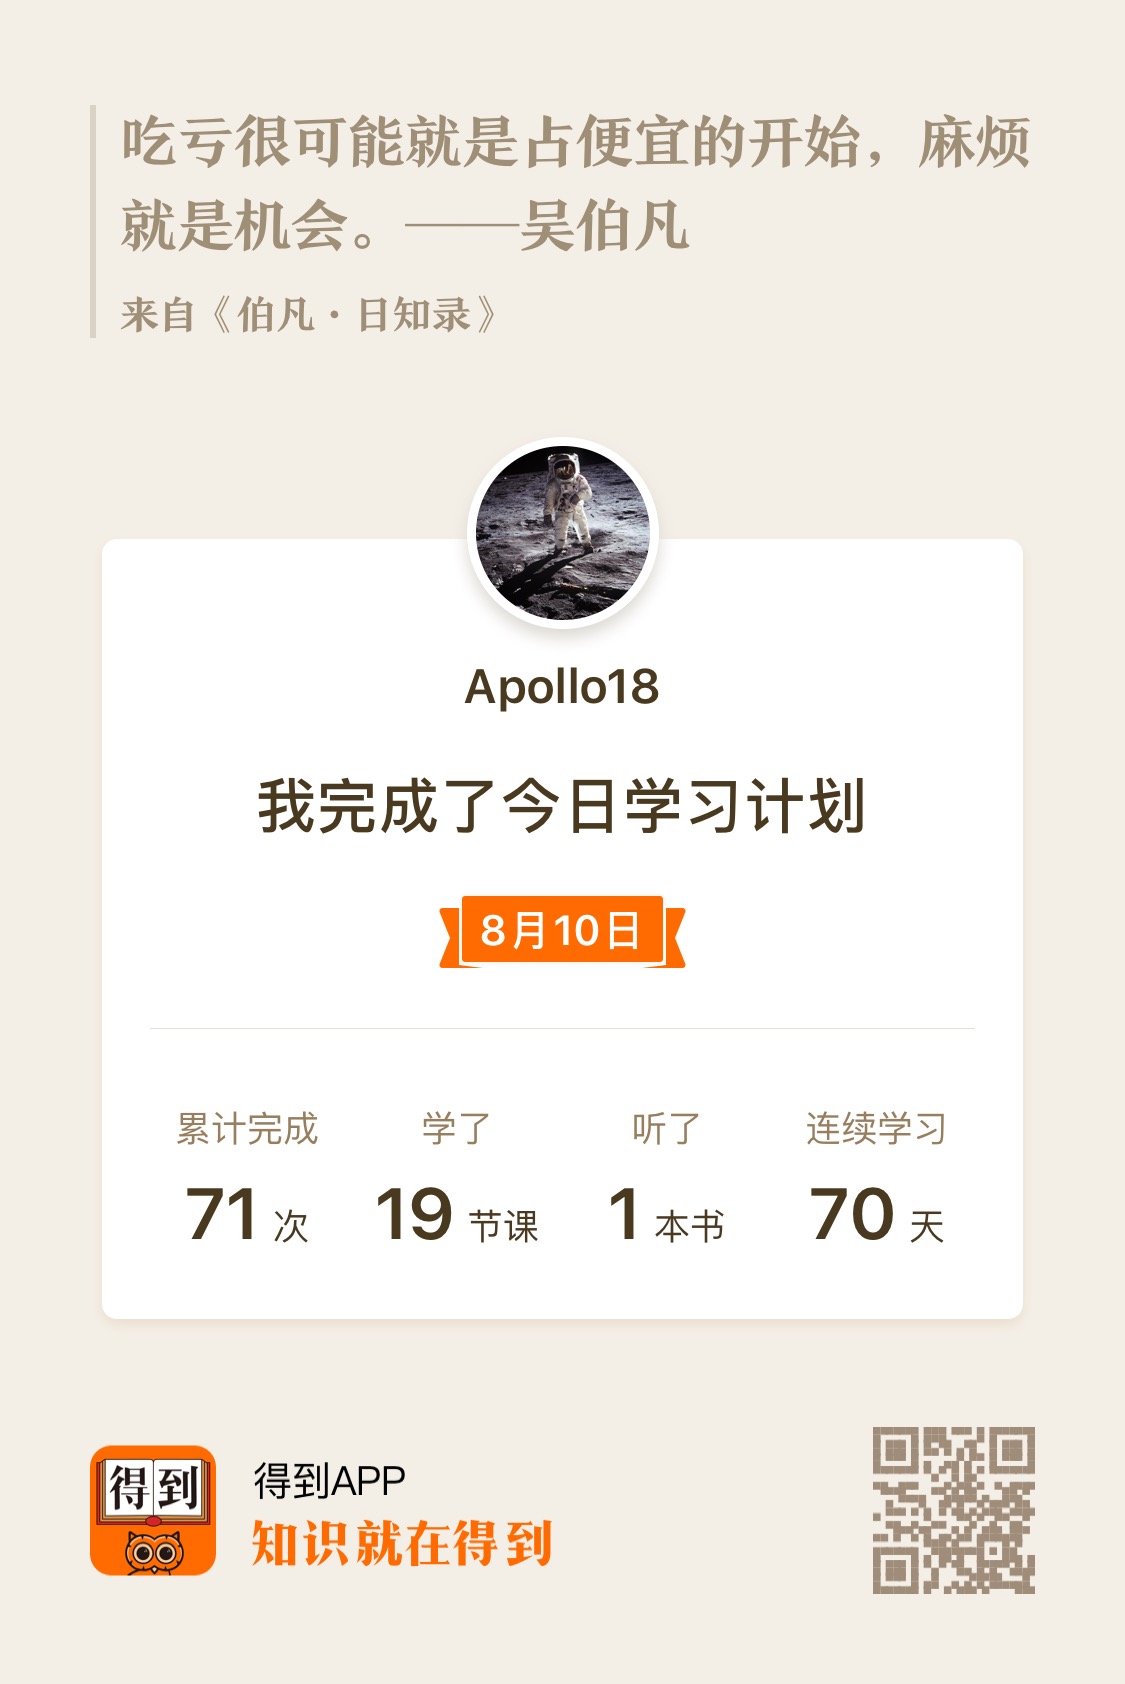 吃亏很可能就是占便宜的开始，麻烦
就是机会。——吴伯凡
来自《伯凡·日知录》
Apollo18
我完成了今日学习计划
8月10日
累计完成 学了 听了 连续学习
71 次 19 节课 1 本书 70 天
得到
得到APP
知识就在得到